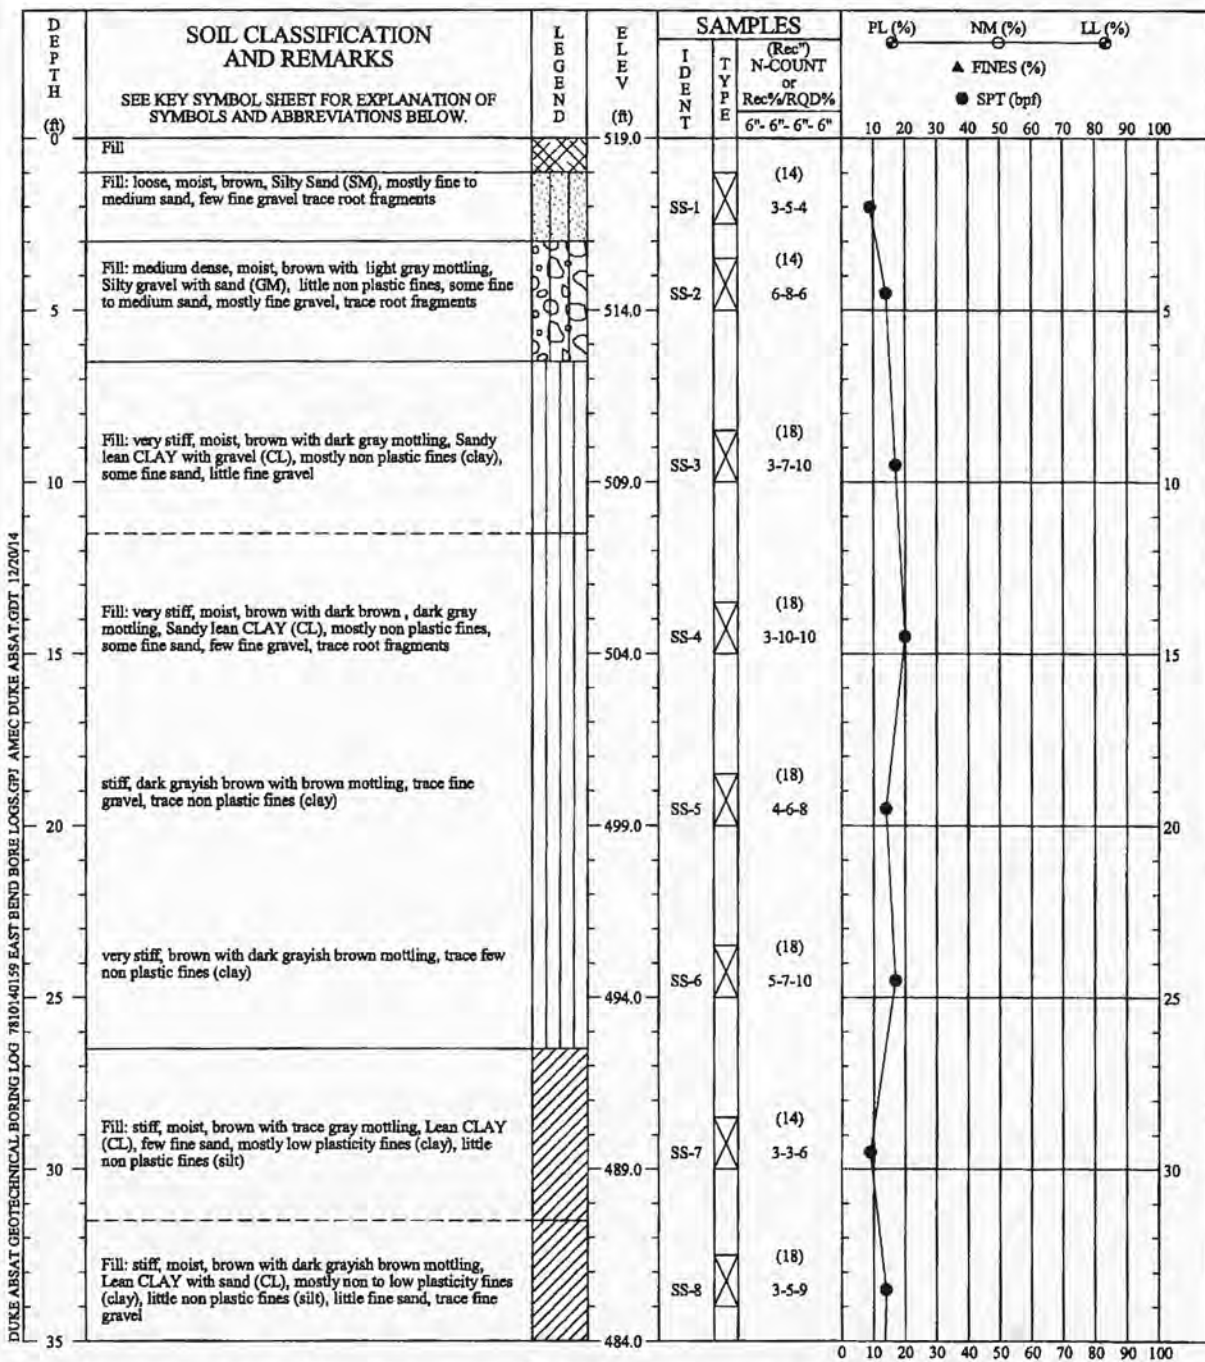 DEPTH
(ft)
SOIL CLASSIFICATION
AND REMARKS
SEE KEY SYMBOL SHEET FOR EXPLANATION OF
SYMBOLS AND ABBREVIATIONS BELOW.
LEGEND
ELEV
(ft)
SAMPLES
IDENT
TYPE
(Rec")
N-COUNT
or
Rec%/RQD%
6"- 6"- 6"- 6"
PL (%) NM (%) LL (%)
▲ FINES (%)
● SPT (bpf)
10 20 30 40 50 60 70 80 90 100
0
519.0
Fill
Fill: loose, moist, brown, Silty Sand (SM), mostly fine to
medium sand, few fine gravel trace root fragments
SS-1
(14)
3-5-4
Fill: medium dense, moist, brown with light gray mottling,
Silty gravel with sand (GM), little non plastic fines, some fine
to medium sand, mostly fine gravel, trace root fragments
SS-2
(14)
6-8-6
5
514.0
5
Fill: very stiff, moist, brown with dark gray mottling, Sandy
lean CLAY with gravel (CL), mostly non plastic fines (clay),
some fine sand, little fine gravel
SS-3
(18)
3-7-10
10
509.0
10
Fill: very stiff, moist, brown with dark brown , dark gray
mottling, Sandy lean CLAY (CL), mostly non plastic fines,
some fine sand, few fine gravel, trace root fragments
SS-4
(18)
3-10-10
15
504.0
15
stiff, dark grayish brown with brown mottling, trace fine
gravel, trace non plastic fines (clay)
SS-5
(18)
4-6-8
20
499.0
20
very stiff, brown with dark grayish brown mottling, trace few
non plastic fines (clay)
SS-6
(18)
5-7-10
25
494.0
25
Fill: stiff, moist, brown with trace gray mottling, Lean CLAY
(CL), few fine sand, mostly low plasticity fines (clay), little
non plastic fines (silt)
SS-7
(14)
3-3-6
30
489.0
30
Fill: stiff, moist, brown with dark grayish brown mottling,
Lean CLAY with sand (CL), mostly non to low plasticity fines
(clay), little non plastic fines (silt), little fine sand, trace fine
gravel
SS-8
(18)
3-5-9
35
484.0
0 10 20 30 40 50 60 70 80 90 100
DUKE ABSAT GEOTECHNICAL BORING LOG 7810140159 EAST BEND BORE LOGS.GPJ AMEC DUKE ABSAT.GDT 12/20/14